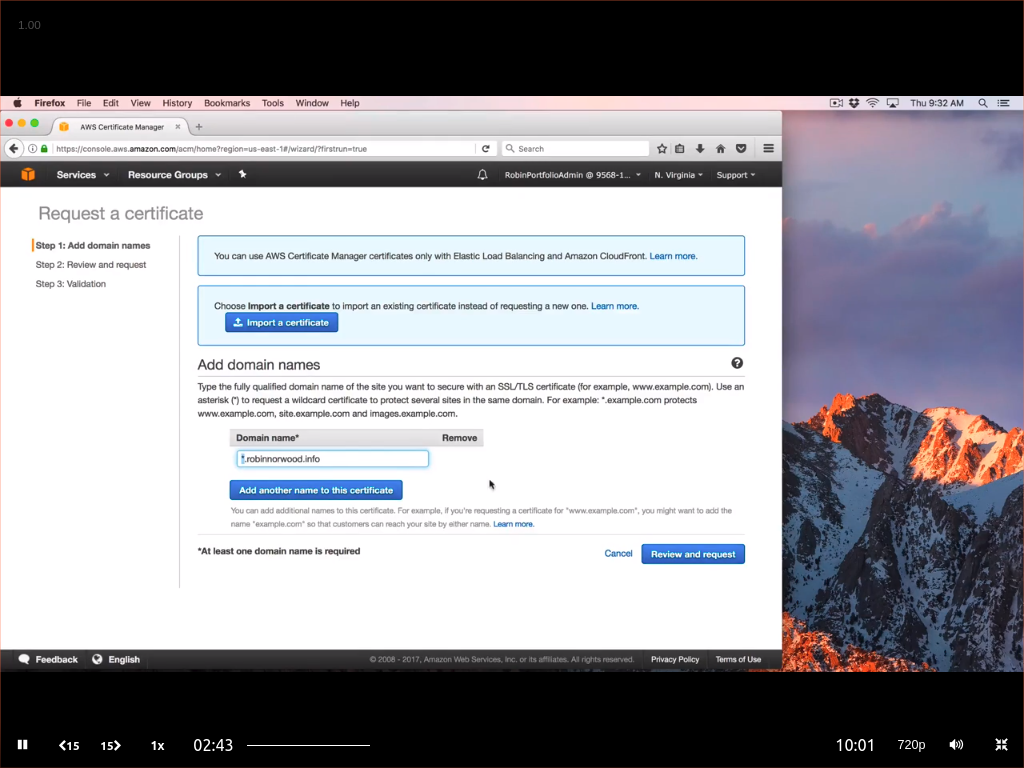 1.00
Firefox File Edit View History Bookmarks Tools Window Help Thu 9:32 AM
AWS Certificate Manager
https://console.aws.amazon.com/acm/home?region=us-east-1#/wizard/?firstrun=true Search
Services Resource Groups RobinPortfolioAdmin @ 9568-1... N. Virginia Support
Request a certificate
Step 1: Add domain names
Step 2: Review and request
Step 3: Validation
You can use AWS Certificate Manager certificates only with Elastic Load Balancing and Amazon CloudFront. Learn more.
Choose Import a certificate to import an existing certificate instead of requesting a new one. Learn more.
Import a certificate
Add domain names
Type the fully qualified domain name of the site you want to secure with an SSL/TLS certificate (for example, www.example.com). Use an
asterisk (*) to request a wildcard certificate to protect several sites in the same domain. For example: *.example.com protects
www.example.com, site.example.com and images.example.com.
Domain name* Remove
*.robinnorwood.info
Add another name to this certificate
You can add additional names to this certificate. For example, if you're requesting a certificate for "www.example.com", you might want to add the
name "example.com" so that customers can reach your site by either name. Learn more.
*At least one domain name is required
Cancel Review and request
Feedback English © 2008 - 2017, Amazon Web Services, Inc. or its affiliates. All rights reserved. Privacy Policy Terms of Use
15 15 1x 02:43 10:01 720p